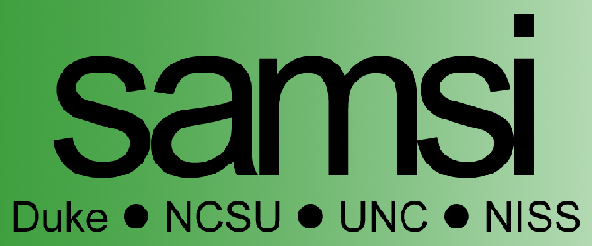 samsi
Duke ● NCSU ● UNC ● NISS